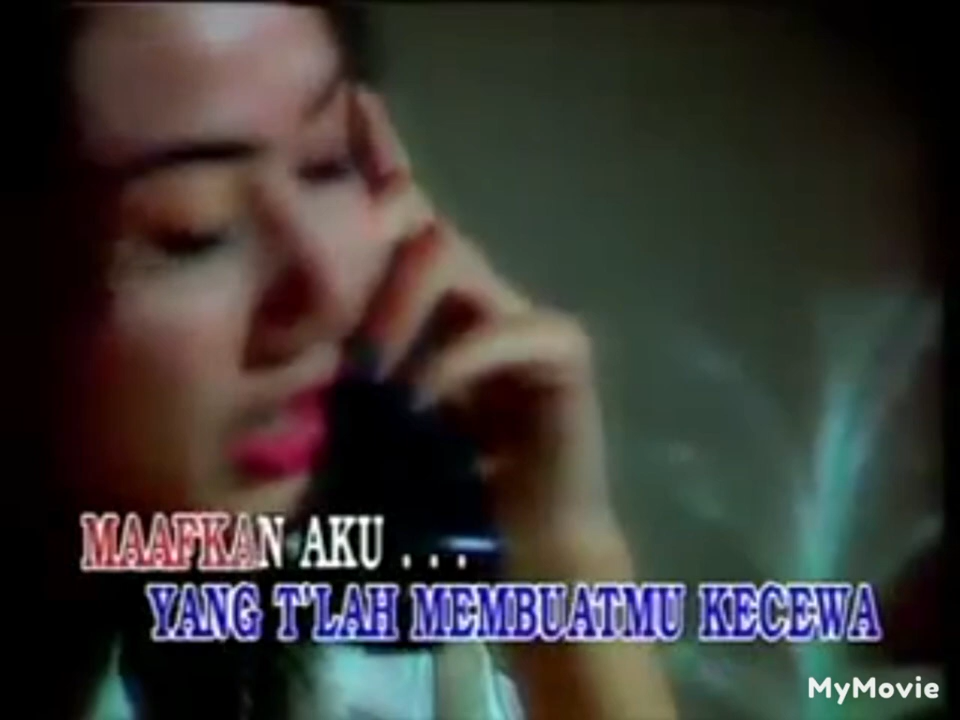 MAAFKAN AKU . . .
YANG T'LAH MEMBUATMU KECEWA
MyMovie